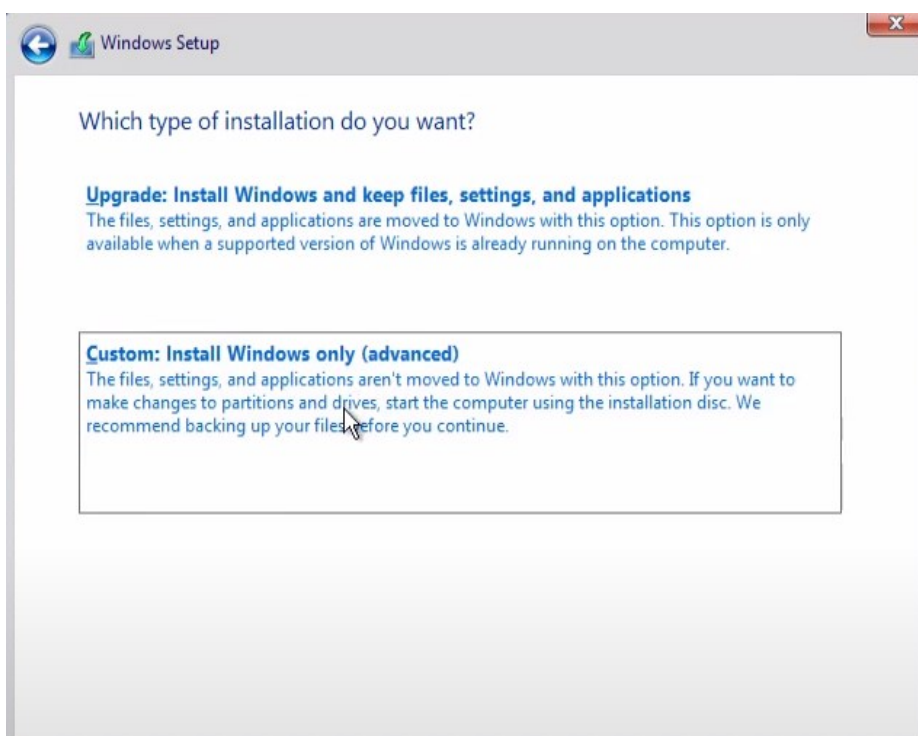 Windows Setup
Which type of installation do you want?
Upgrade: Install Windows and keep files, settings, and applications
The files, settings, and applications are moved to Windows with this option. This option is only
available when a supported version of Windows is already running on the computer.
Custom: Install Windows only (advanced)
The files, settings, and applications aren't moved to Windows with this option. If you want to
make changes to partitions and drives, start the computer using the installation disc. We
recommend backing up your files before you continue.